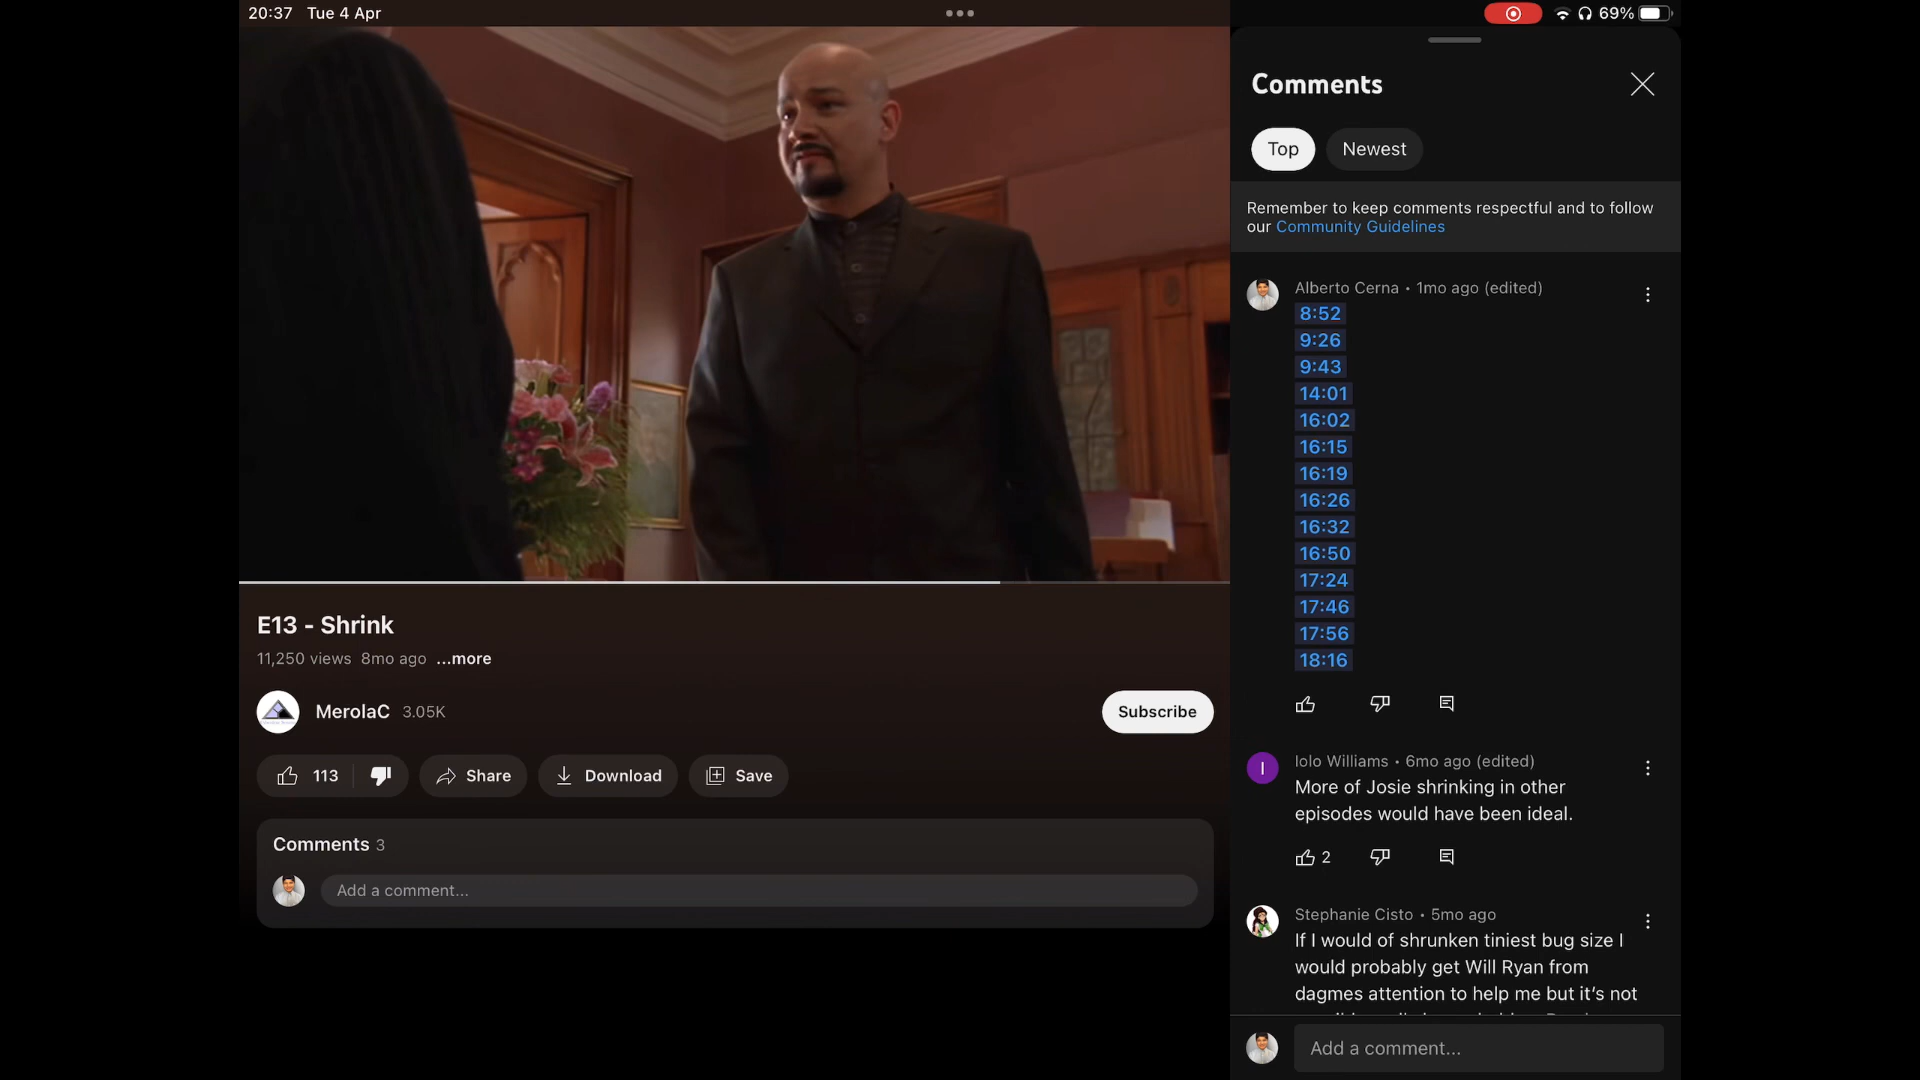 20:37 Tue 4 Apr
69%
E13 - Shrink
11,250 views 8mo ago ...more
MerolaC 3.05K
Subscribe
113
Share
Download
Save
Comments 3
Add a comment...
Comments
Top
Newest
Remember to keep comments respectful and to follow
our Community Guidelines
Alberto Cerna • 1mo ago (edited)
8:52
9:26
9:43
14:01
16:02
16:15
16:19
16:26
16:32
16:50
17:24
17:46
17:56
18:16
I
Iolo Williams • 6mo ago (edited)
More of Josie shrinking in other
episodes would have been ideal.
2
Stephanie Cisto • 5mo ago
If I would of shrunken tiniest bug size I
would probably get Will Ryan from
dagmes attention to help me but it's not
Add a comment...